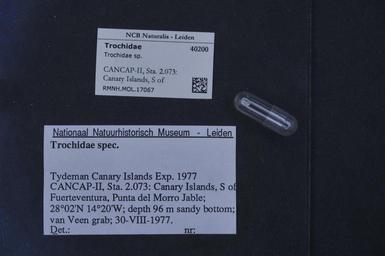 NCB Naturalis - Leiden
Trochidae 40200
Trochidae sp.
CANCAP-II, Sta. 2.073:
Canary Islands, S of
RMNH.MOL.17067
Nationaal Natuurhistorisch Museum - Leiden
Trochidae spec.
Tydeman Canary Islands Exp. 1977
CANCAP-II, Sta. 2.073: Canary Islands, S of
Fuerteventura, Punta del Morro Jable;
28°02'N 14°20'W; depth 96 m sandy bottom;
van Veen grab; 30-VIII-1977.
Det.: nr: